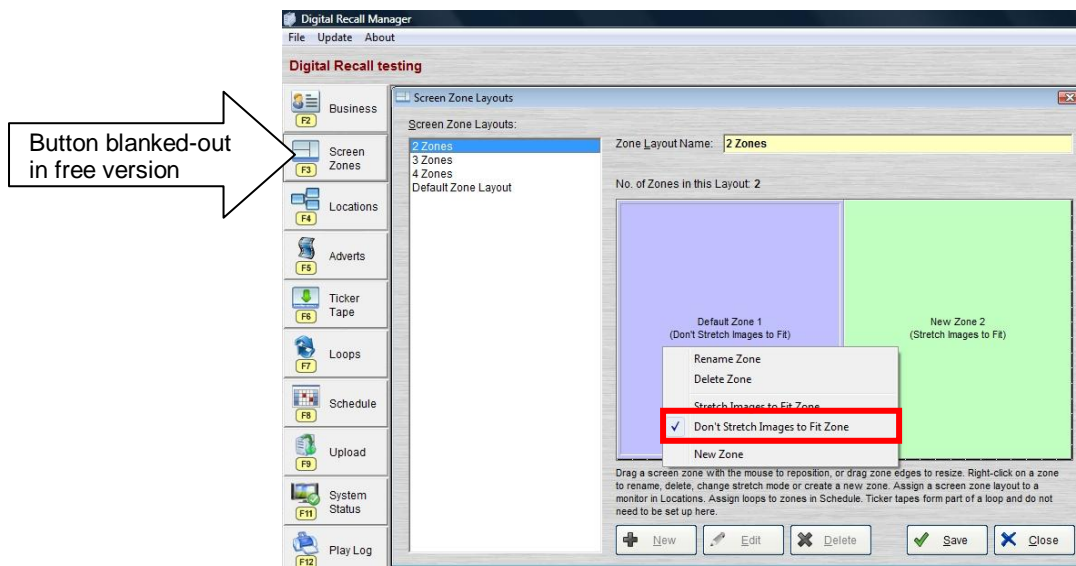 Digital Recall Manager
File Update About
Digital Recall testing
Button blanked-out
in free version
Business
F2
Screen
Zones
F3
Locations
F4
Adverts
F5
Ticker
Tape
F6
Loops
F7
Schedule
F8
Upload
F9
System
Status
F11
Play Log
F12
Screen Zone Layouts
Screen Zone Layouts:
2 Zones
3 Zones
4 Zones
Default Zone Layout
Zone Layout Name: 2 Zones
No. of Zones in this Layout: 2
Default Zone 1
(Don't Stretch Images to Fit)
New Zone 2
(Stretch Images to Fit)
Rename Zone
Delete Zone
Stretch Images to Fit Zone
Don't Stretch Images to Fit Zone
New Zone
Drag a screen zone with the mouse to reposition, or drag zone edges to resize. Right-click on a zone
to rename, delete, change stretch mode or create a new zone. Assign a screen zone layout to a
monitor in Locations. Assign loops to zones in Schedule. Ticker tapes form part of a loop and do not
need to be set up here.
New
Edit
Delete
Save
Close